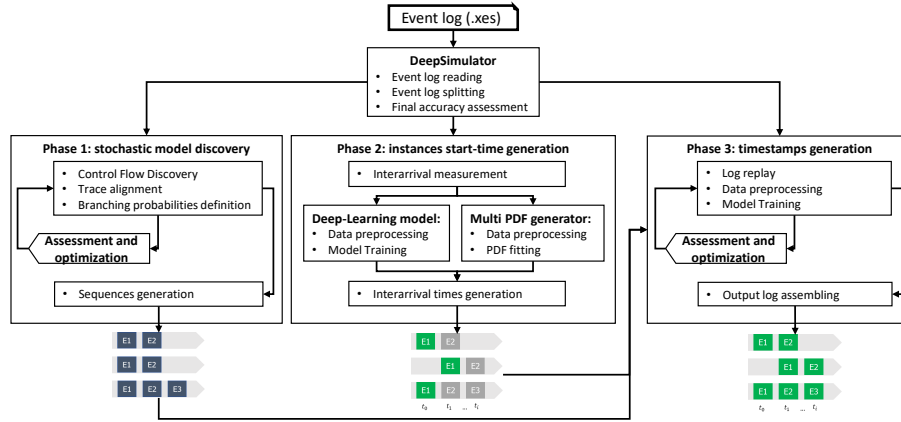 Event log (.xes)
DeepSimulator
• Event log reading
• Event log splitting
• Final accuracy assessment
Phase 1: stochastic model discovery
• Control Flow Discovery
• Trace alignment
• Branching probabilities definition
Assessment and
optimization
• Sequences generation
E1 E2
E1 E2
E1 E2 E3
Phase 2: instances start-time generation
• Interarrival measurement
Deep-Learning model:
• Data preprocessing
• Model Training
Multi PDF generator:
• Data preprocessing
• PDF fitting
• Interarrival times generation
E1 E2
E1 E2
E1 E2 E3
t0 t1 ... ti
Phase 3: timestamps generation
• Log replay
• Data preprocessing
• Model Training
Assessment and
optimization
• Output log assembling
E1 E2
E1 E2
E1 E2 E3
t0 t1 ... ti